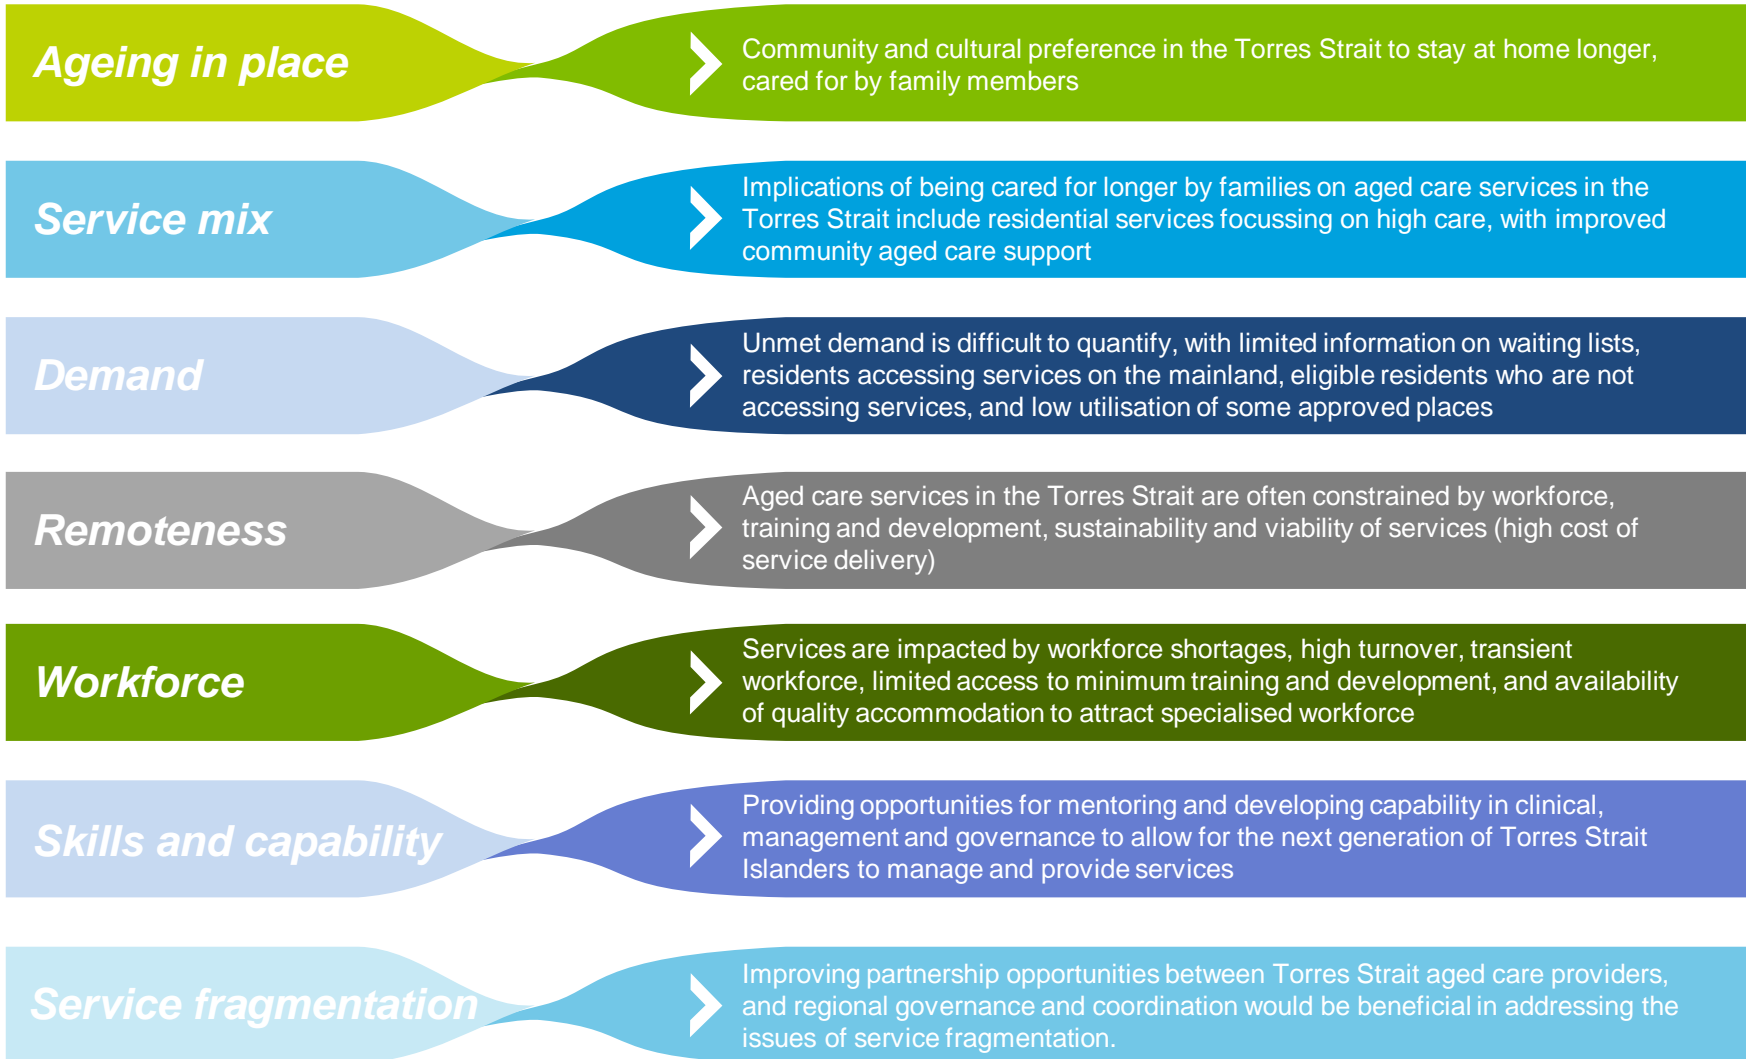 Ageing in place
Community and cultural preference in the Torres Strait to stay at home longer,
cared for by family members
Service mix
Implications of being cared for longer by families on aged care services in the
Torres Strait include residential services focussing on high care, with improved
community aged care support
Demand
Unmet demand is difficult to quantify, with limited information on waiting lists,
residents accessing services on the mainland, eligible residents who are not
accessing services, and low utilisation of some approved places
Remoteness
Aged care services in the Torres Strait are often constrained by workforce,
training and development, sustainability and viability of services (high cost of
service delivery)
Workforce
Services are impacted by workforce shortages, high turnover, transient
workforce, limited access to minimum training and development, and availability
of quality accommodation to attract specialised workforce
Skills and capability
Providing opportunities for mentoring and developing capability in clinical,
management and governance to allow for the next generation of Torres Strait
Islanders to manage and provide services
Service fragmentation
Improving partnership opportunities between Torres Strait aged care providers,
and regional governance and coordination would be beneficial in addressing the
issues of service fragmentation.